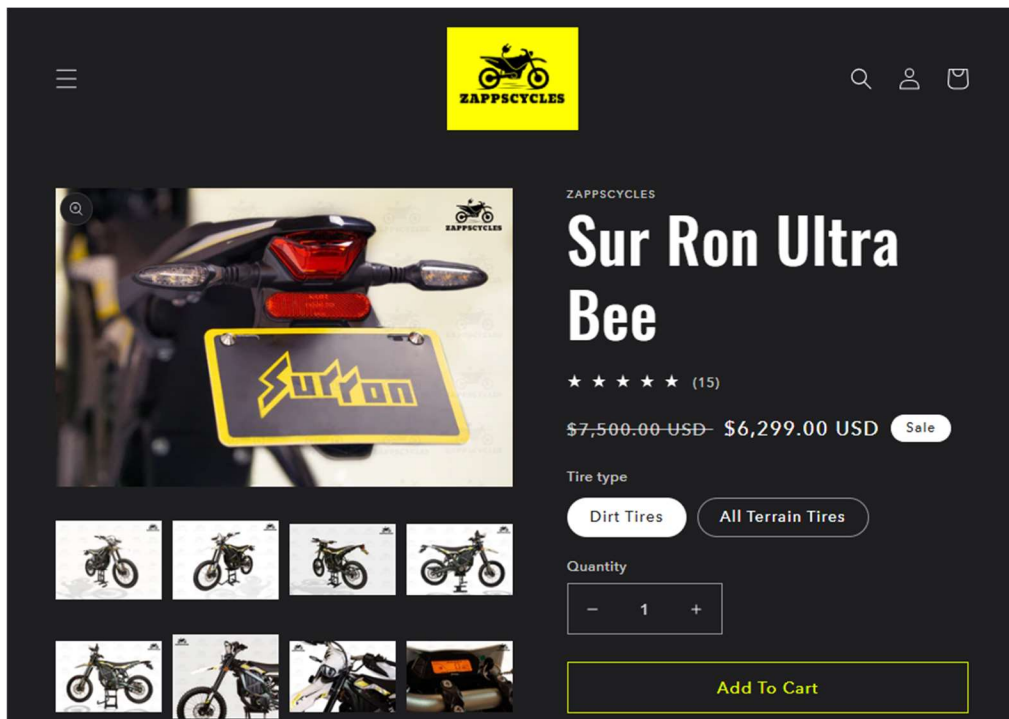 ZAPPSCYCLES
ZAPPSCYCLES
ZAPPSCYCLES
Sur Ron Ultra
Bee
(15)
$7,500.00 USD $6,299.00 USD Sale
Tire type
Dirt Tires All Terrain Tires
Quantity
− 1 +
Add To Cart
Surron